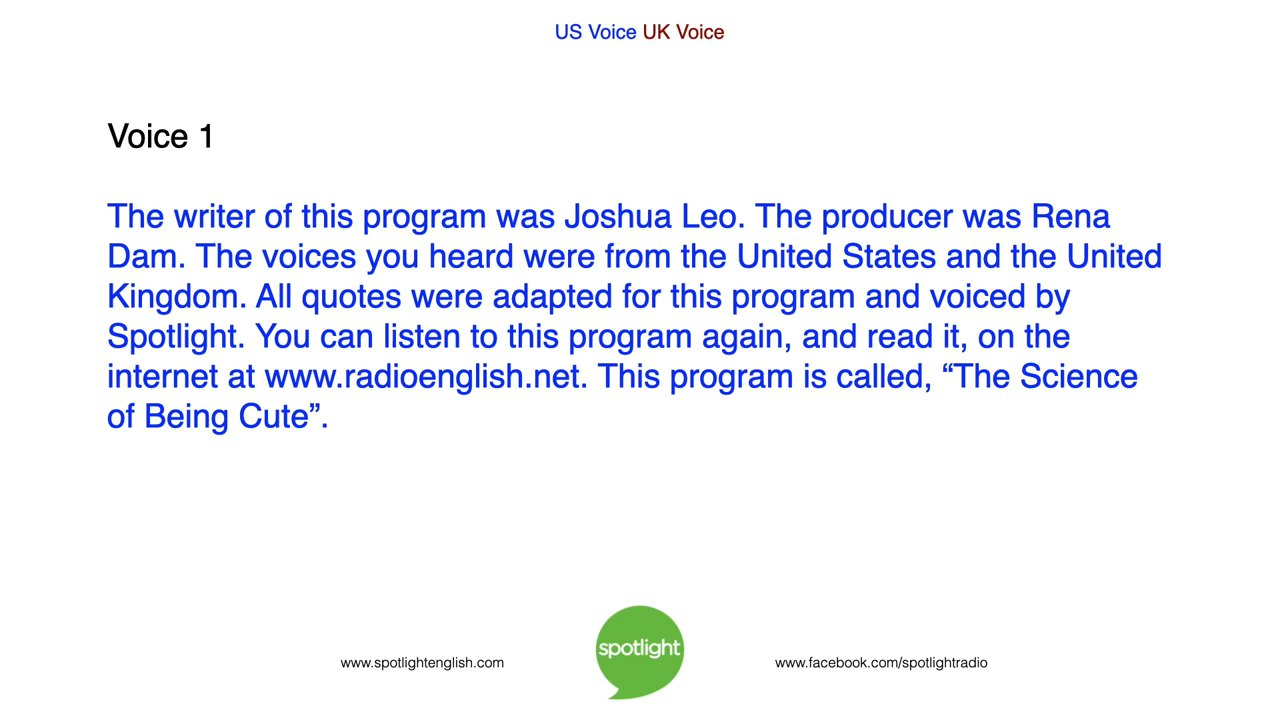 US Voice UK Voice
Voice 1
The writer of this program was Joshua Leo. The producer was Rena
Dam. The voices you heard were from the United States and the United
Kingdom. All quotes were adapted for this program and voiced by
Spotlight. You can listen to this program again, and read it, on the
internet at www.radioenglish.net. This program is called, “The Science
of Being Cute”.
www.spotlightenglish.com
spotlight
www.facebook.com/spotlightradio